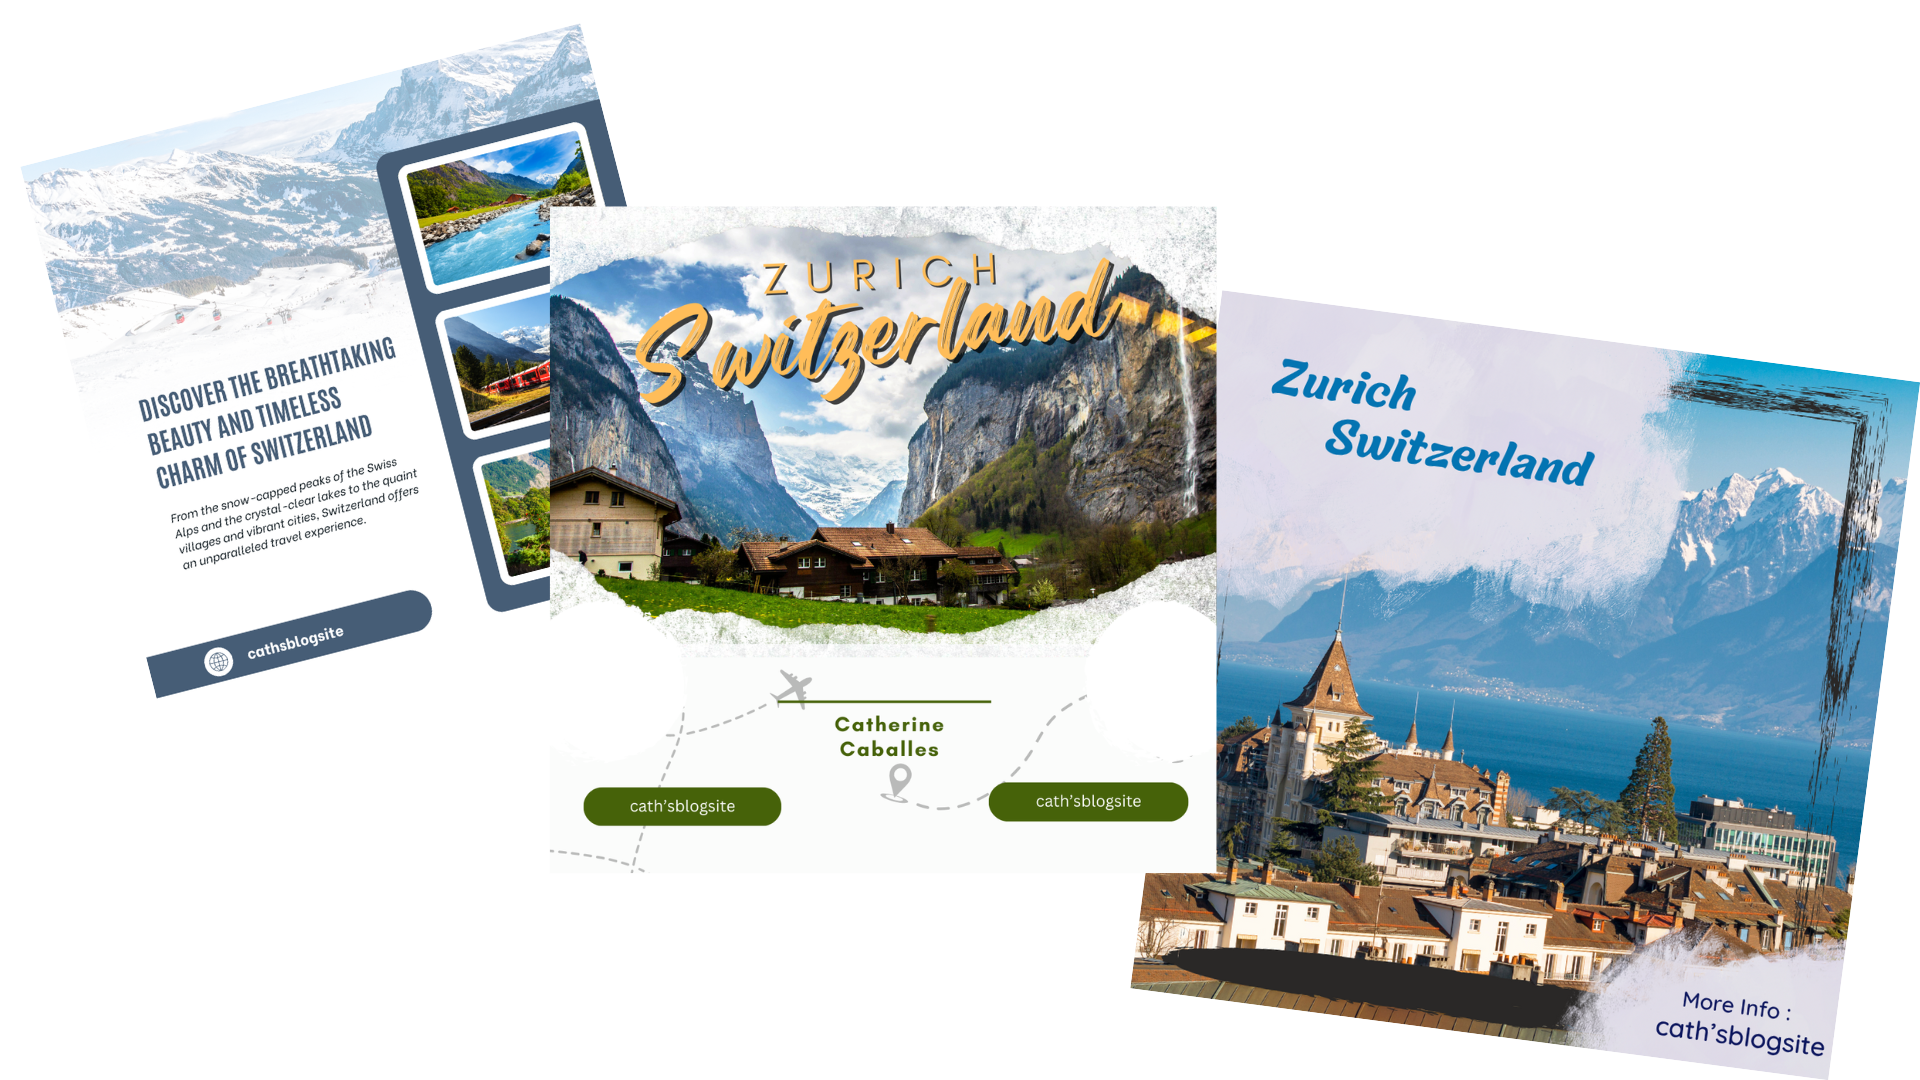 DISCOVER THE BREATHTAKING
BEAUTY AND TIMELESS
CHARM OF SWITZERLAND
From the snow-capped peaks of the Swiss
Alps and the crystal-clear lakes to the quaint
villages and vibrant cities, Switzerland offers
an unparalleled travel experience.
cathsblogsite
ZURICH
Switzerland
Catherine
Caballes
cath'sblogsite
cath'sblogsite
Zurich
Switzerland
More Info :
cath'sblogsite